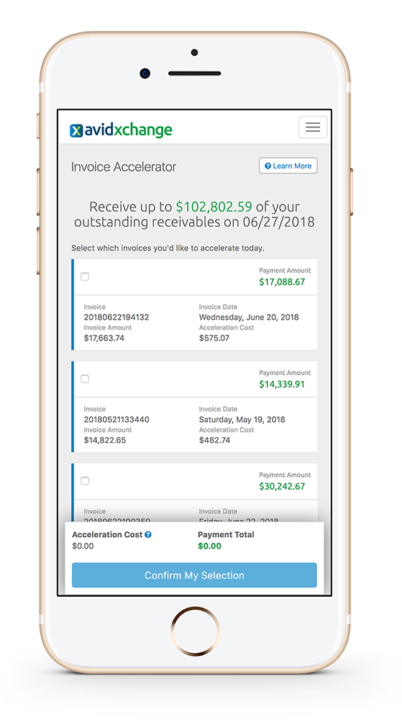 avidxchange
Invoice Accelerator
Learn More
Receive up to $102,802.59 of your
outstanding receivables on 06/27/2018
Select which invoices you'd like to accelerate today.
Payment Amount
$17,088.67
Invoice Invoice Date
20180622194132 Wednesday, June 20, 2018
Invoice Amount Acceleration Cost
$17,663.74 $575.07
Payment Amount
$14,339.91
Invoice Invoice Date
20180521133440 Saturday, May 19, 2018
Invoice Amount Acceleration Cost
$14,822.65 $482.74
Payment Amount
$30,242.67
Invoice Invoice Date
Acceleration Cost Payment Total
$0.00 $0.00
Confirm My Selection